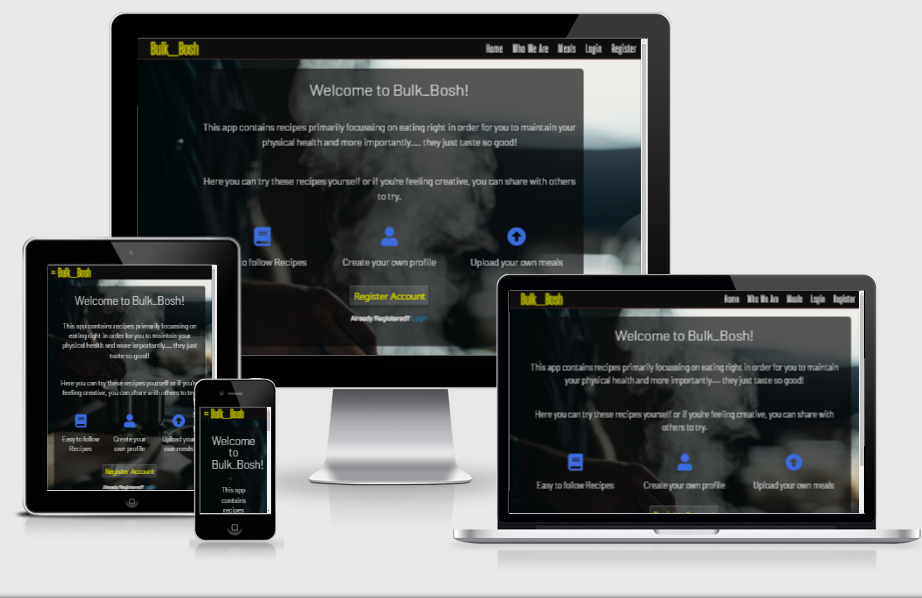 Bulk_Bosh
Home Who We Are Meals Login Register
Welcome to Bulk_Bosh!
This app contains recipes primarily focussing on eating right in order for you to maintain your
physical health and more importantly..... they just taste so good!
Here you can try these recipes yourself or if you're feeling creative, you can share with others
to try.
o follow Recipes
Create your own profile
Upload your own meals
Register Account
Already Registered? Login
Bulk_Bosh
Welcome to Bulk_Bosh!
This app contains recipes primarily focussing on
eating right in order for you to maintain your
physical health and more importantly..... they just
taste so good!
Here you can try these recipes yourself or if you're
feeling creative, you can share with others to try.
Easy to follow
Recipes
Create your
own profile
Upload your
own meals
Register Account
Already Registered? Login
Bulk_Bosh
Welcome
to
Bulk_Bosh!
This app
contains
recipes
Bulk_Bosh
Home Who We Are Meals Login Register
Welcome to Bulk_Bosh!
This app contains recipes primarily focussing on eating right in order for you to maintain
your physical health and more importantly..... they just taste so good!
Here you can try these recipes yourself or if you're feeling creative, you can share with
others to try.
Easy to follow Recipes
Create your own profile
Upload your own meals